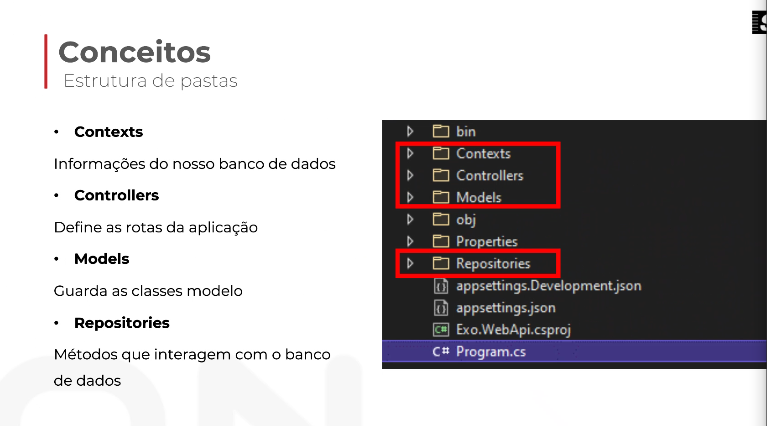 Conceitos
Estrutura de pastas
• Contexts
Informações do nosso banco de dados
• Controllers
Define as rotas da aplicação
• Models
Guarda as classes modelo
• Repositories
Métodos que interagem com o banco
de dados
bin
Contexts
Controllers
Models
obj
Properties
Repositories
appsettings.Development.json
appsettings.json
C# Exo.WebApi.csproj
C# Program.cs